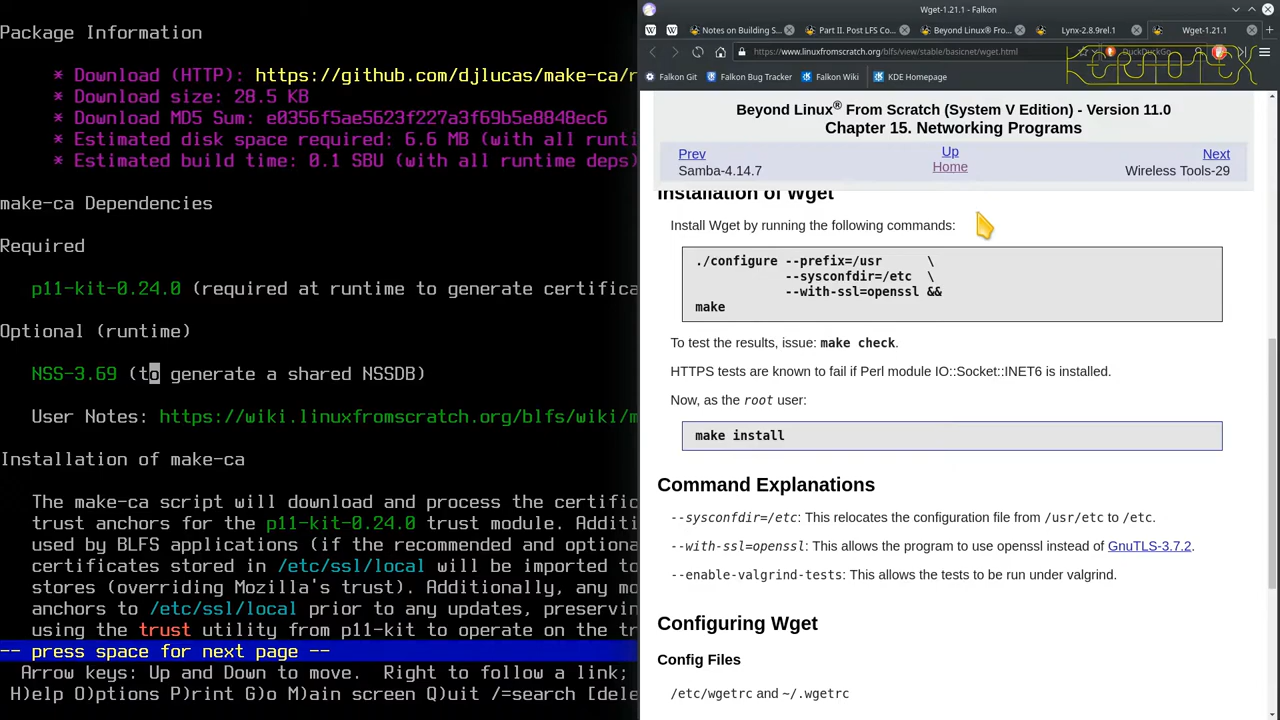 Package Information
* Download (HTTP): https://github.com/djlucas/make-ca/r
* Download size: 28.5 KB
* Download MD5 Sum: e0356f5ae5623f227a3f69b5e8848ec6
* Estimated disk space required: 6.6 MB (with all runti
* Estimated build time: 0.1 SBU (with all runtime deps)
make-ca Dependencies
Required
p11-kit-0.24.0 (required at runtime to generate certifica
Optional (runtime)
NSS-3.69 (to generate a shared NSSDB)
User Notes: https://wiki.linuxfromscratch.org/blfs/wiki/m
Installation of make-ca
The make-ca script will download and process the certific
trust anchors for the p11-kit-0.24.0 trust module. Additi
used by BLFS applications (if the recommended and optiona
certificates stored in /etc/ssl/local will be imported to
stores (overriding Mozilla's trust). Additionally, any mo
anchors to /etc/ssl/local prior to any updates, preservin
using the trust utility from p11-kit to operate on the tr
-- press space for next page --
Arrow keys: Up and Down to move. Right to follow a link;
H)elp O)ptions P)rint G)o M)ain screen Q)uit /=search [dele
Wget-1.21.1 - Falkon
Notes on Building S...
Part II. Post LFS Co...
Beyond Linux® Fro...
Lynx-2.8.9rel.1
Wget-1.21.1
https://www.linuxfromscratch.org/blfs/view/stable/basicnet/wget.html
DuckDuckGo
Falkon Git
Falkon Bug Tracker
Falkon Wiki
KDE Homepage
Beyond Linux® From Scratch (System V Edition) - Version 11.0
Chapter 15. Networking Programs
Prev
Up
Next
Samba-4.14.7
Home
Wireless Tools-29
Installation of Wget
Install Wget by running the following commands:
./configure --prefix=/usr \
--sysconfdir=/etc \
--with-ssl=openssl &&
make
To test the results, issue: make check.
HTTPS tests are known to fail if Perl module IO::Socket::INET6 is installed.
Now, as the root user:
make install
Command Explanations
--sysconfdir=/etc: This relocates the configuration file from /usr/etc to /etc.
--with-ssl=openssl: This allows the program to use openssl instead of GnuTLS-3.7.2.
--enable-valgrind-tests: This allows the tests to be run under valgrind.
Configuring Wget
Config Files
/etc/wgetrc and ~/.wgetrc